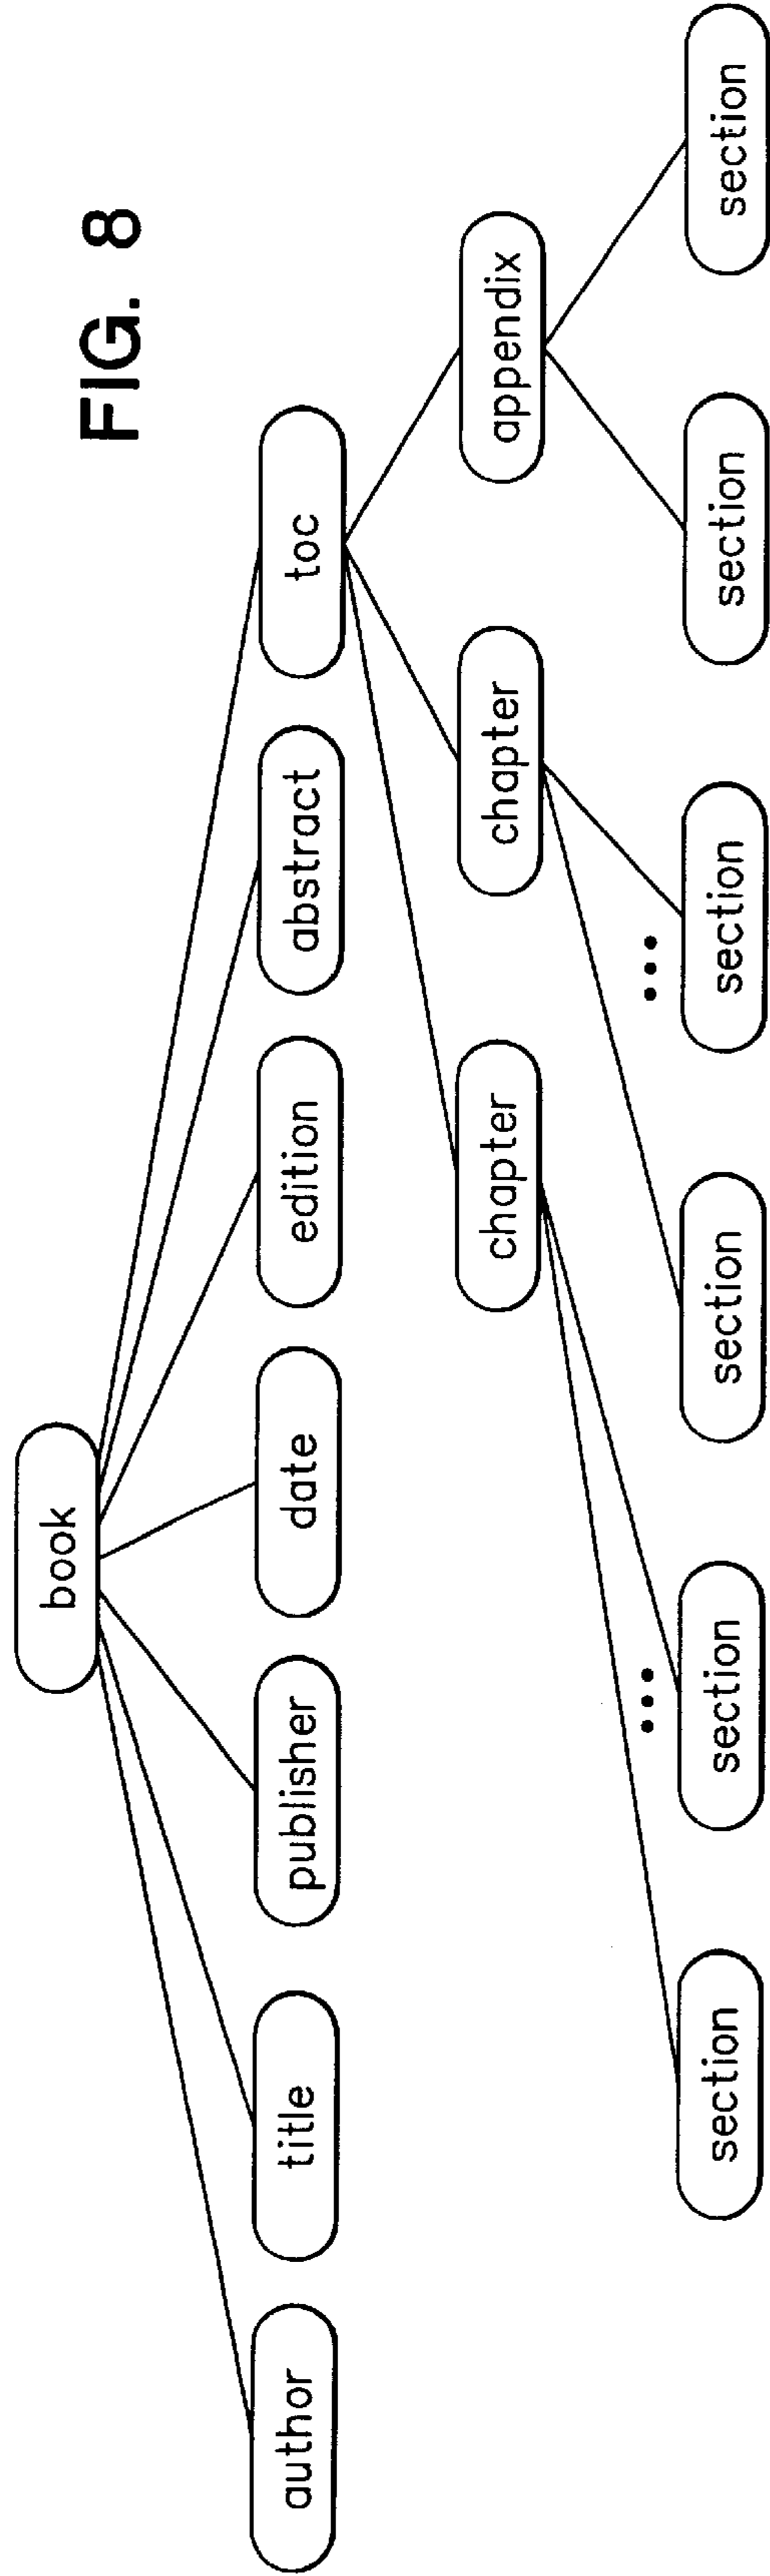 FIG. 8
book
author title publisher date edition abstract toc
chapter chapter appendix
... ...
section section section section section section